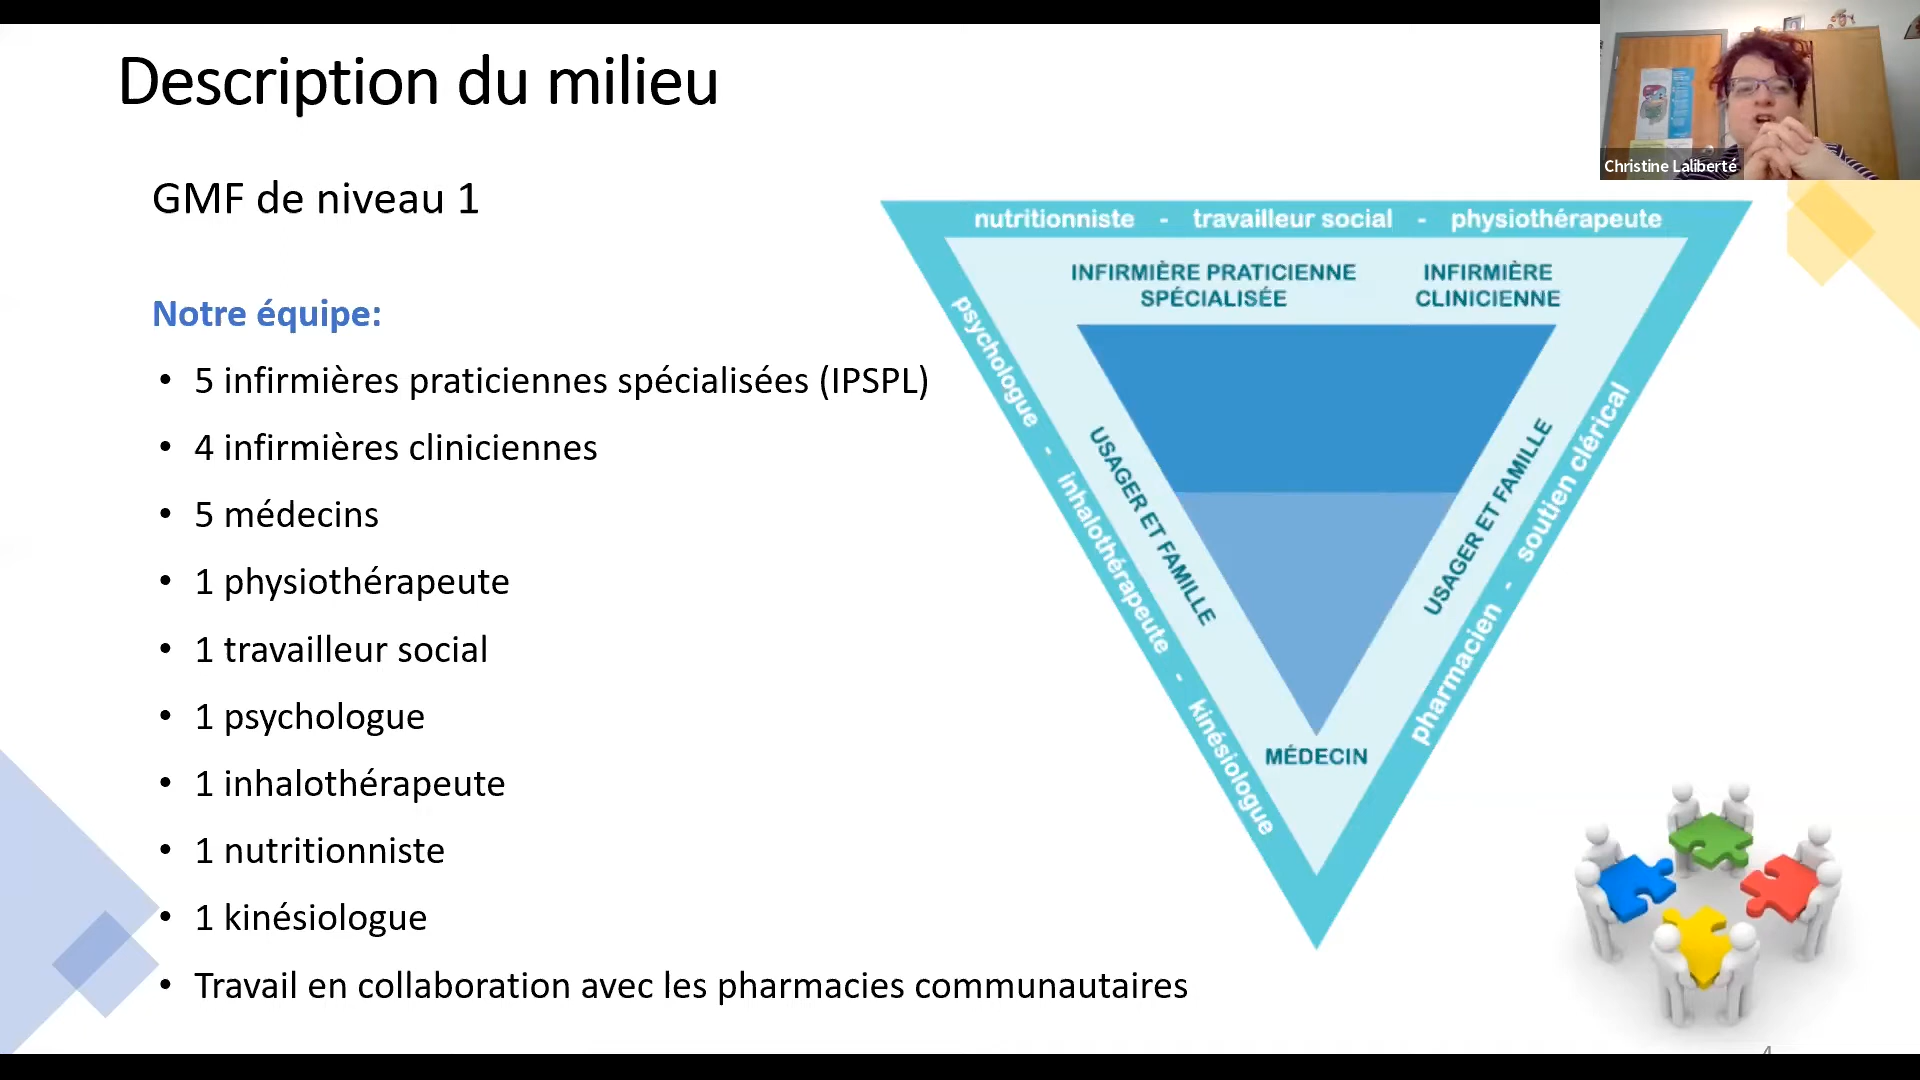 Description du milieu
Christine Laliberté
GMF de niveau 1
Notre équipe:
• 5 infirmières praticiennes spécialisées (IPSPL)
• 4 infirmières cliniciennes
• 5 médecins
• 1 physiothérapeute
• 1 travailleur social
• 1 psychologue
• 1 inhalothérapeute
• 1 nutritionniste
• 1 kinésiologue
• Travail en collaboration avec les pharmacies communautaires
nutritionniste - travailleur social - physiothérapeute
INFIRMIÈRE PRATICIENNE
SPÉCIALISÉE
INFIRMIÈRE
CLINICIENNE
psychologue - inhalothérapeute - kinésiologue
USAGER ET FAMILLE
USAGER ET FAMILLE
pharmacien - soutien clérical
MÉDECIN
4